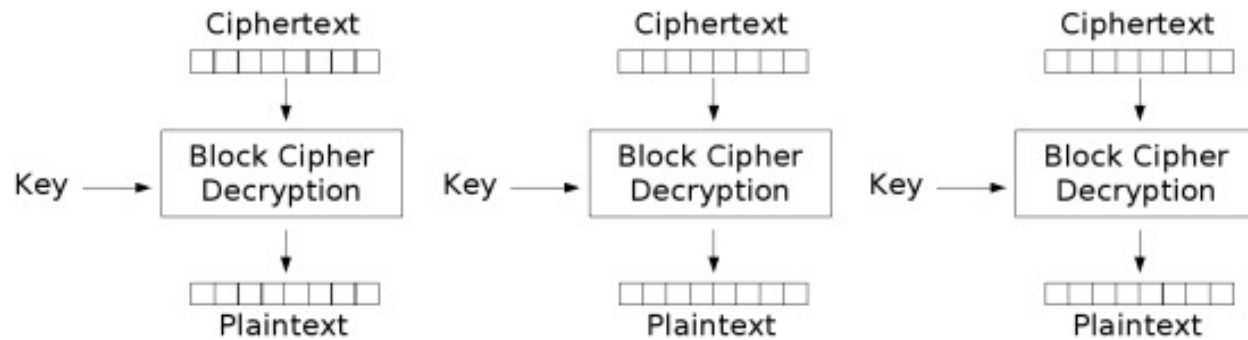 Ciphertext Ciphertext Ciphertext
Key Block Cipher Decryption Key Block Cipher Decryption Key Block Cipher Decryption
Plaintext Plaintext Plaintext